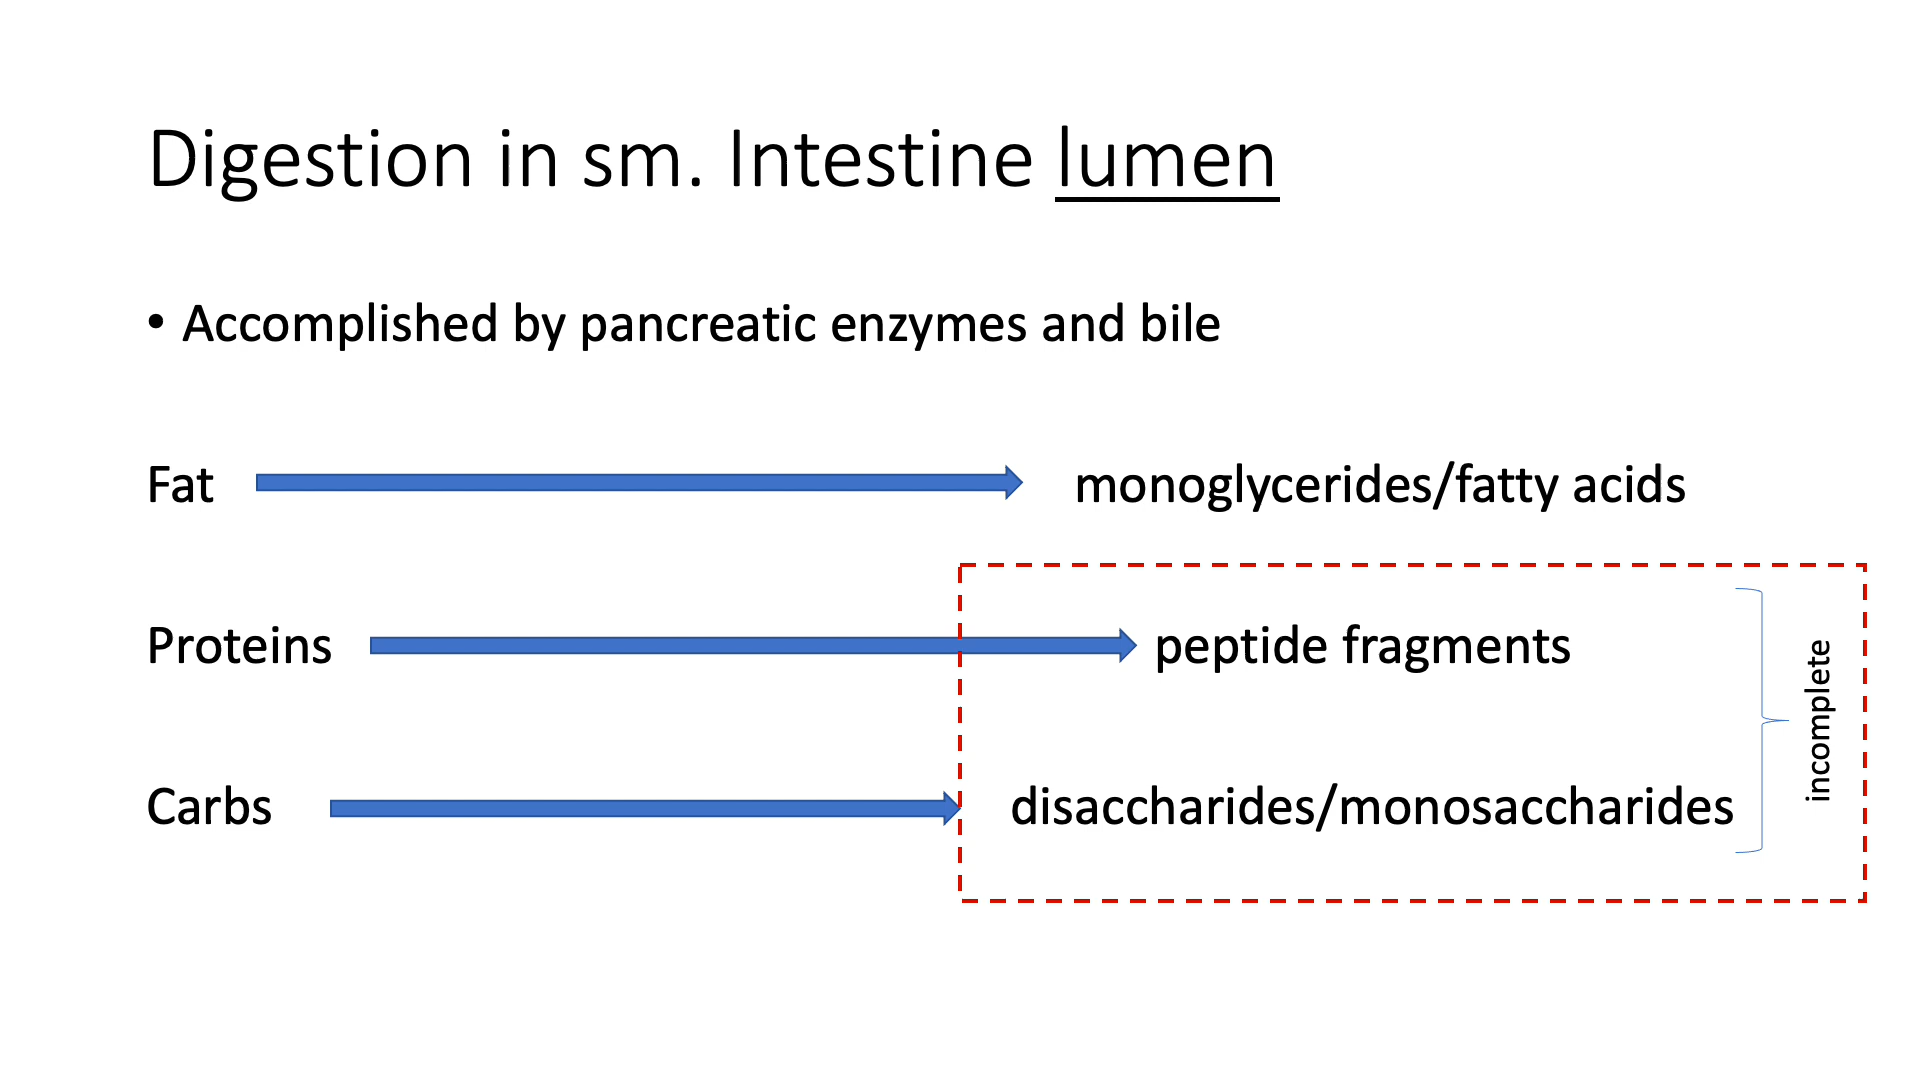 Digestion in sm. Intestine lumen
• Accomplished by pancreatic enzymes and bile
Fat monoglycerides/fatty acids
Proteins peptide fragments
Carbs disaccharides/monosaccharides
incomplete